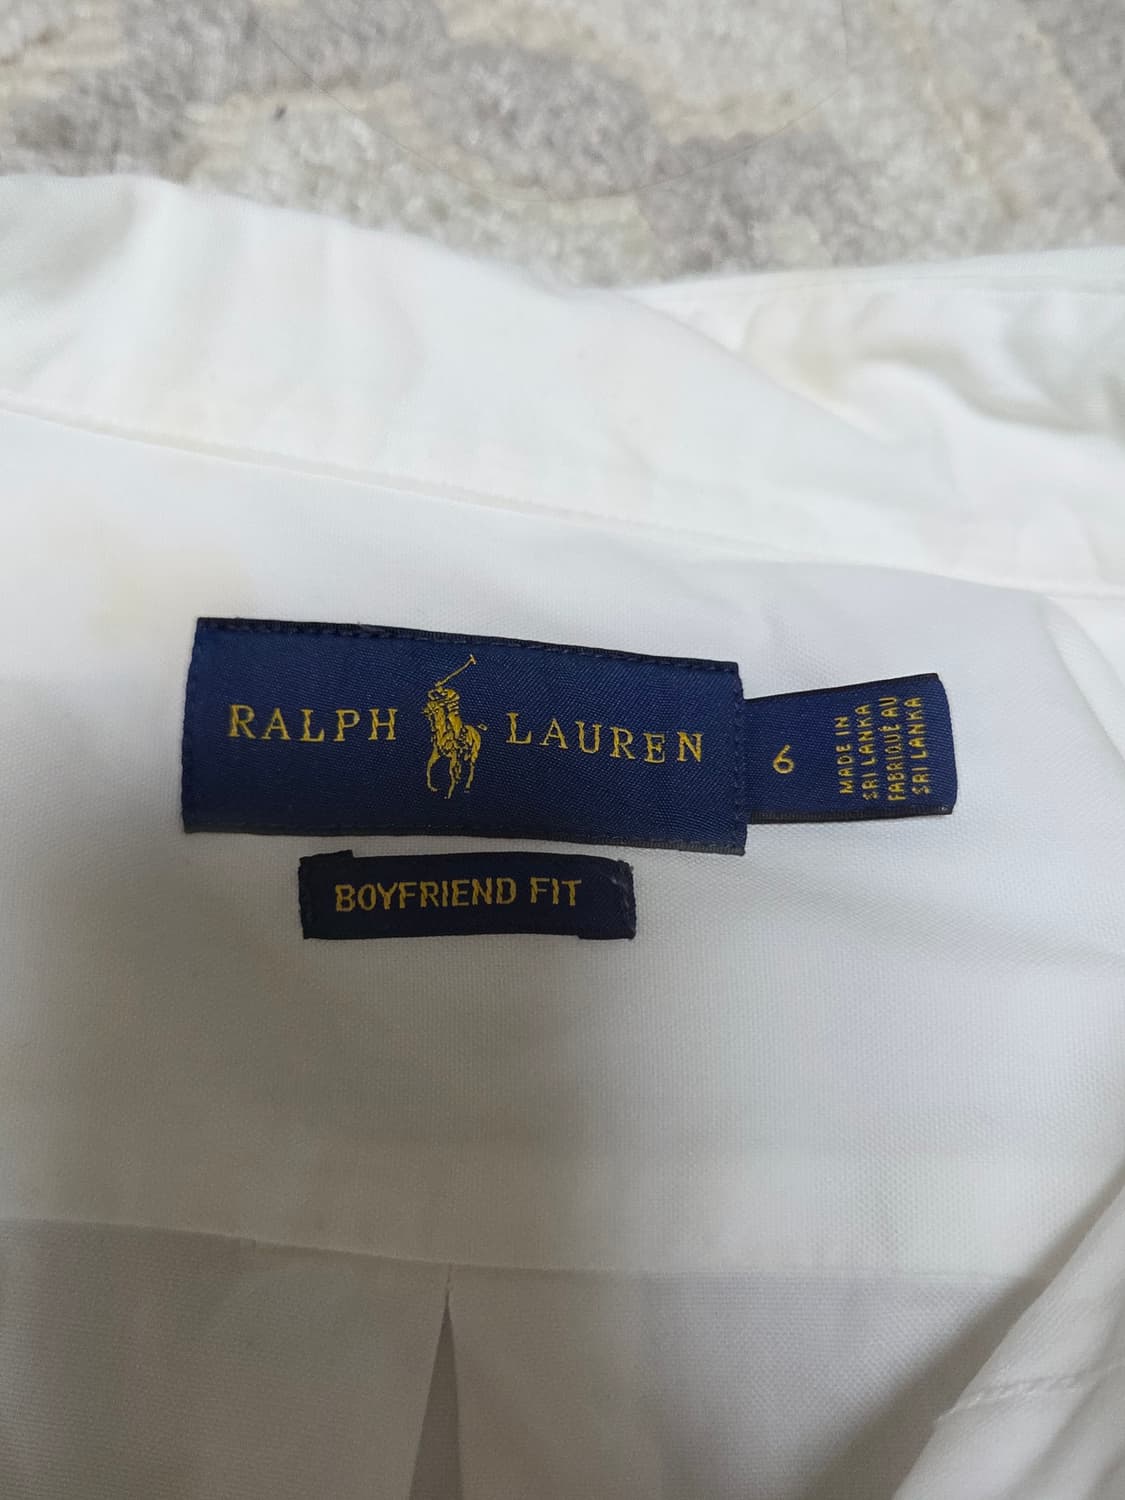 RALPH LAUREN
6
MADE IN
SRI LANKA
FABRIQUÉ AU
SRI LANKA
BOYFRIEND FIT